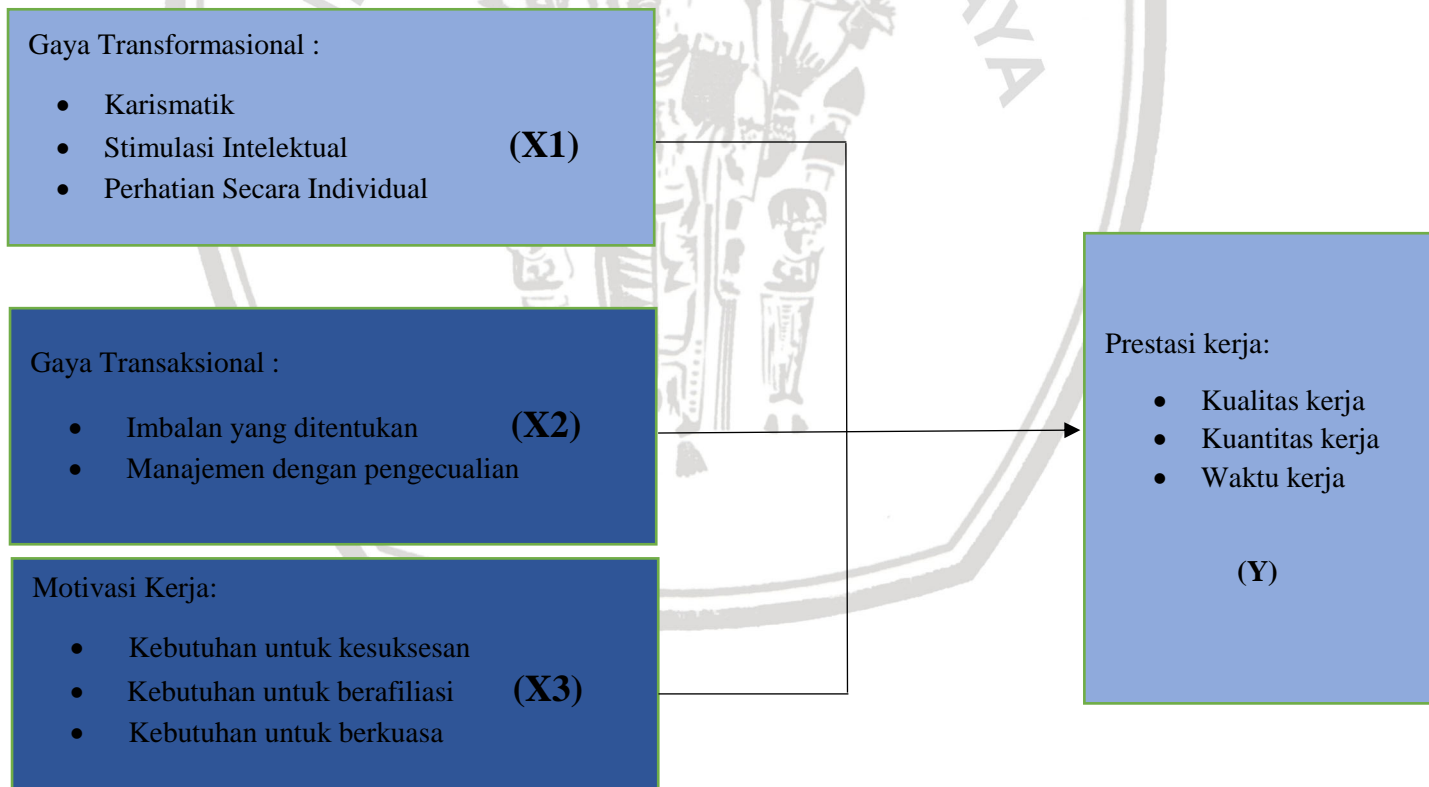 AYA
Gaya Transformasional :
• Karismatik
• Stimulasi Intelektual (X1)
• Perhatian Secara Individual
Gaya Transaksional :
• Imbalan yang ditentukan (X2)
• Manajemen dengan pengecualian
Motivasi Kerja:
• Kebutuhan untuk kesuksesan
• Kebutuhan untuk berafiliasi (X3)
• Kebutuhan untuk berkuasa
Prestasi kerja:
• Kualitas kerja
• Kuantitas kerja
• Waktu kerja
(Y)